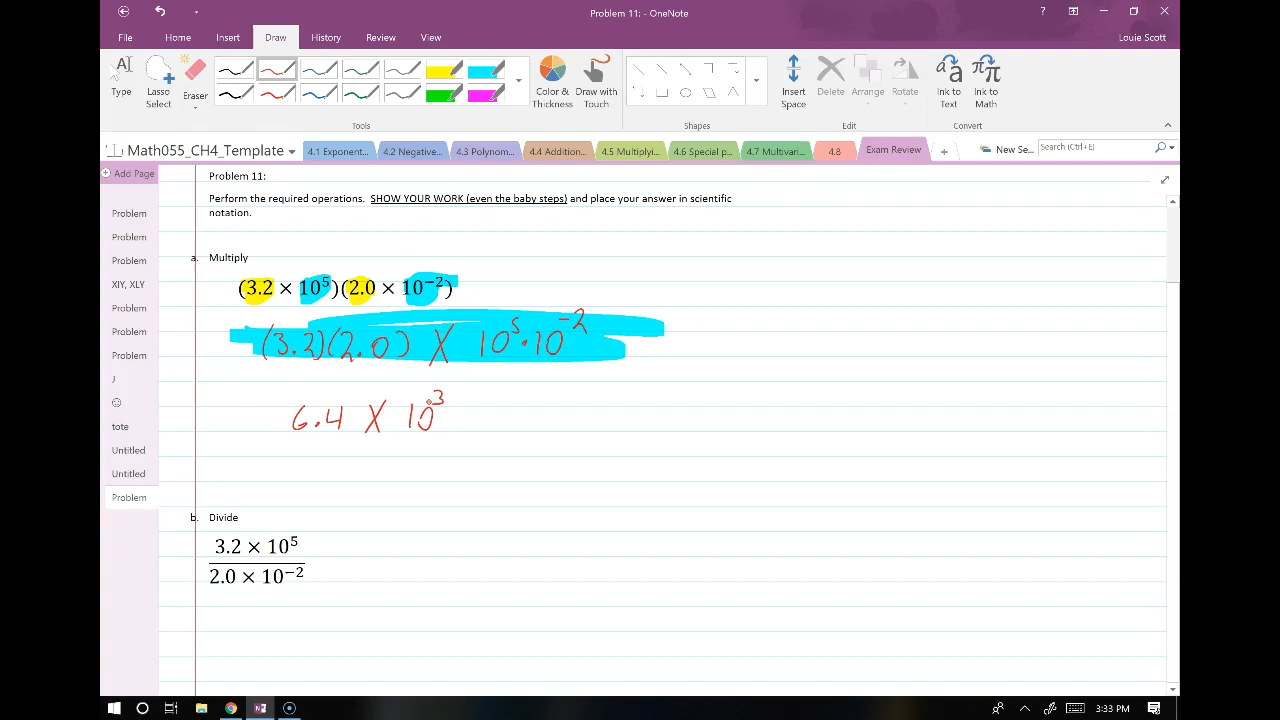 Problem 11: - OneNote
?
File Home Insert Draw History Review View
Louie Scott
Type
Lasso Select
Eraser
Color & Thickness
Draw with Touch
Insert Space
Delete
Arrange
Rotate
Ink to Text
Ink to Math
Tools Shapes Edit Convert
Math055_CH4_Template
4.1 Exponent... 4.2 Negative... 4.3 Polynom... 4.4 Addition... 4.5 Multiplyi... 4.6 Special p... 4.7 Multivari... 4.8 Exam Review + New Se... Search (Ctrl+E)
Add Page
Problem
Problem
Problem
XIY, XLY
Problem
Problem
Problem
J
☺
tote
Untitled
Untitled
Problem
Problem 11:
Perform the required operations. SHOW YOUR WORK (even the baby steps) and place your answer in scientific
notation.
a. Multiply
(3.2 × 10⁵)(2.0 × 10⁻²)
(3.2)(2.0) X 10⁵·10⁻²
6.4 X 10³
b. Divide
3.2 × 10⁵
2.0 × 10⁻²
3:33 PM